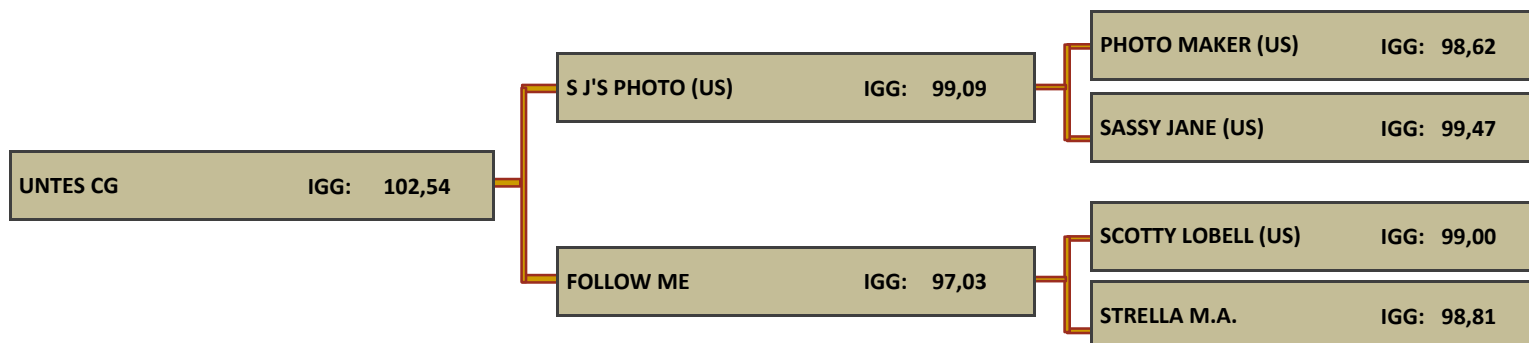 PHOTO MAKER (US) IGG: 98,62
S J'S PHOTO (US) IGG: 99,09
SASSY JANE (US) IGG: 99,47
UNTES CG IGG: 102,54
SCOTTY LOBELL (US) IGG: 99,00
FOLLOW ME IGG: 97,03
STRELLA M.A. IGG: 98,81